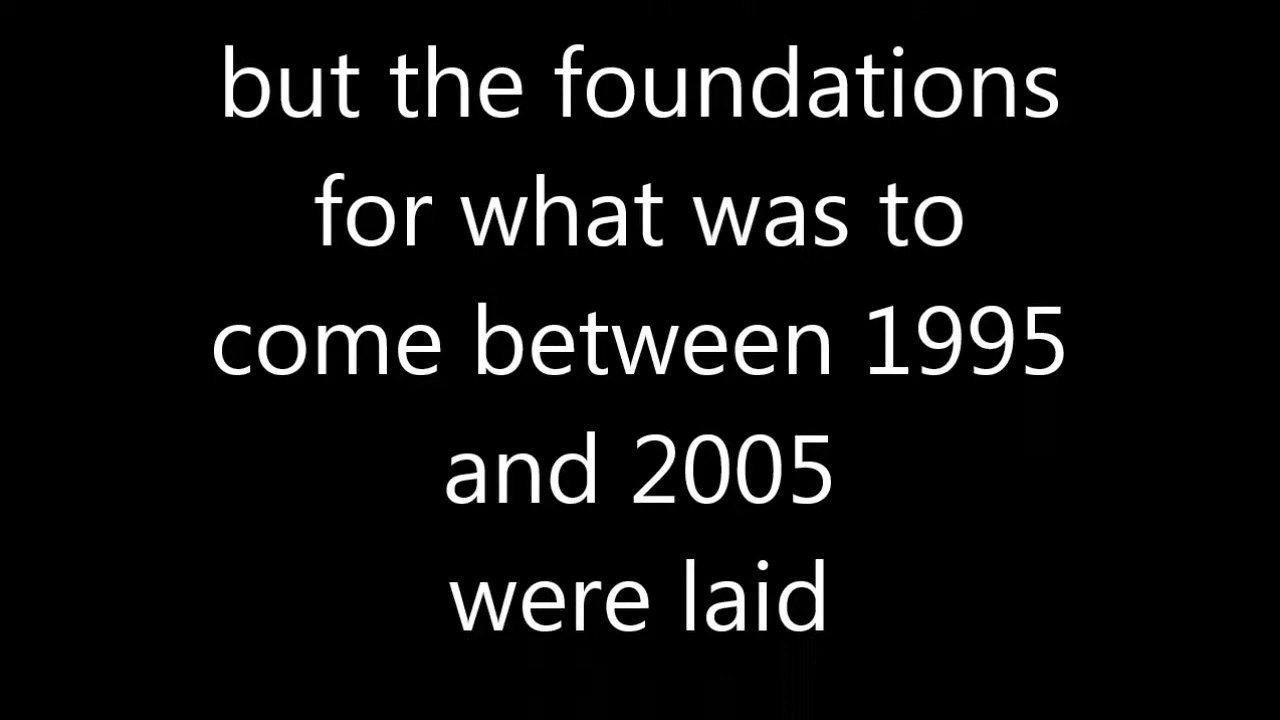 but the foundations
for what was to
come between 1995
and 2005
were laid